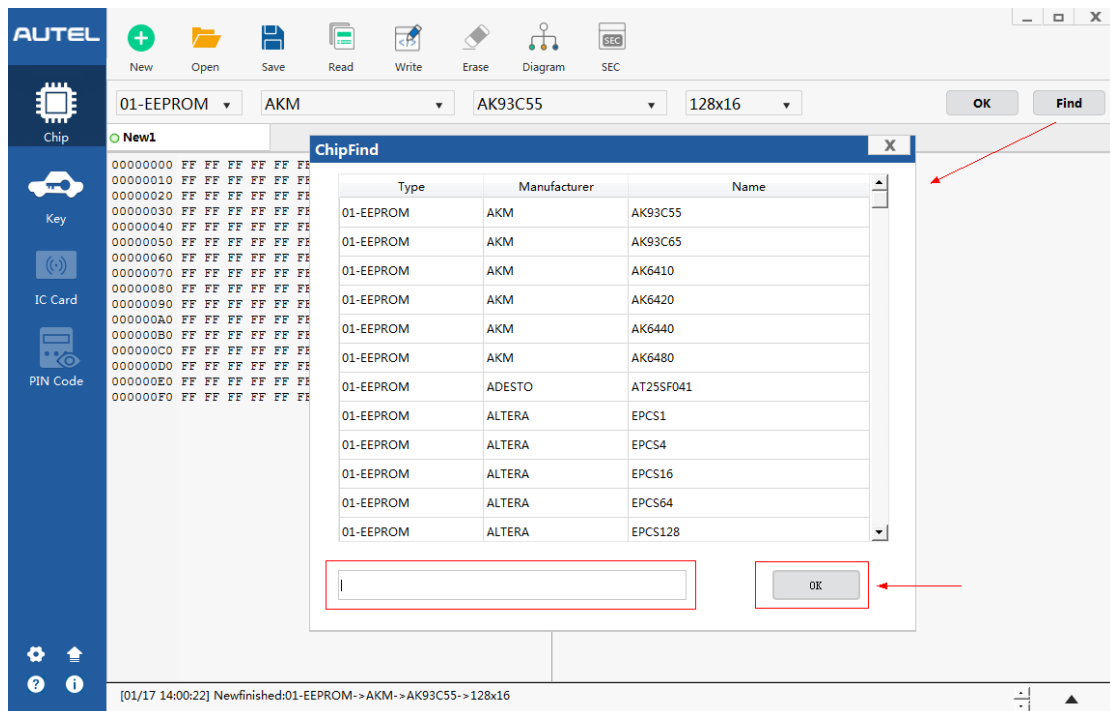 AUTEL
New Open Save Read Write Erase Diagram SEC
SEC
01-EEPROM AKM AK93C55 128x16 OK Find
Chip
Key
IC Card
PIN Code
New1
00000000 FF FF FF FF FF FF
00000010 FF FF FF FF FF FF
00000020 FF FF FF FF FF FF
00000030 FF FF FF FF FF FF
00000040 FF FF FF FF FF FF
00000050 FF FF FF FF FF FF
00000060 FF FF FF FF FF FF
00000070 FF FF FF FF FF FF
00000080 FF FF FF FF FF FF
00000090 FF FF FF FF FF FF
000000A0 FF FF FF FF FF FF
000000B0 FF FF FF FF FF FF
000000C0 FF FF FF FF FF FF
000000D0 FF FF FF FF FF FF
000000E0 FF FF FF FF FF FF
000000F0 FF FF FF FF FF FF
ChipFind X
Type Manufacturer Name
01-EEPROM AKM AK93C55
01-EEPROM AKM AK93C65
01-EEPROM AKM AK6410
01-EEPROM AKM AK6420
01-EEPROM AKM AK6440
01-EEPROM AKM AK6480
01-EEPROM ADESTO AT25SF041
01-EEPROM ALTERA EPCS1
01-EEPROM ALTERA EPCS4
01-EEPROM ALTERA EPCS16
01-EEPROM ALTERA EPCS64
01-EEPROM ALTERA EPCS128
OK
[01/17 14:00:22] Newfinished:01-EEPROM->AKM->AK93C55->128x16